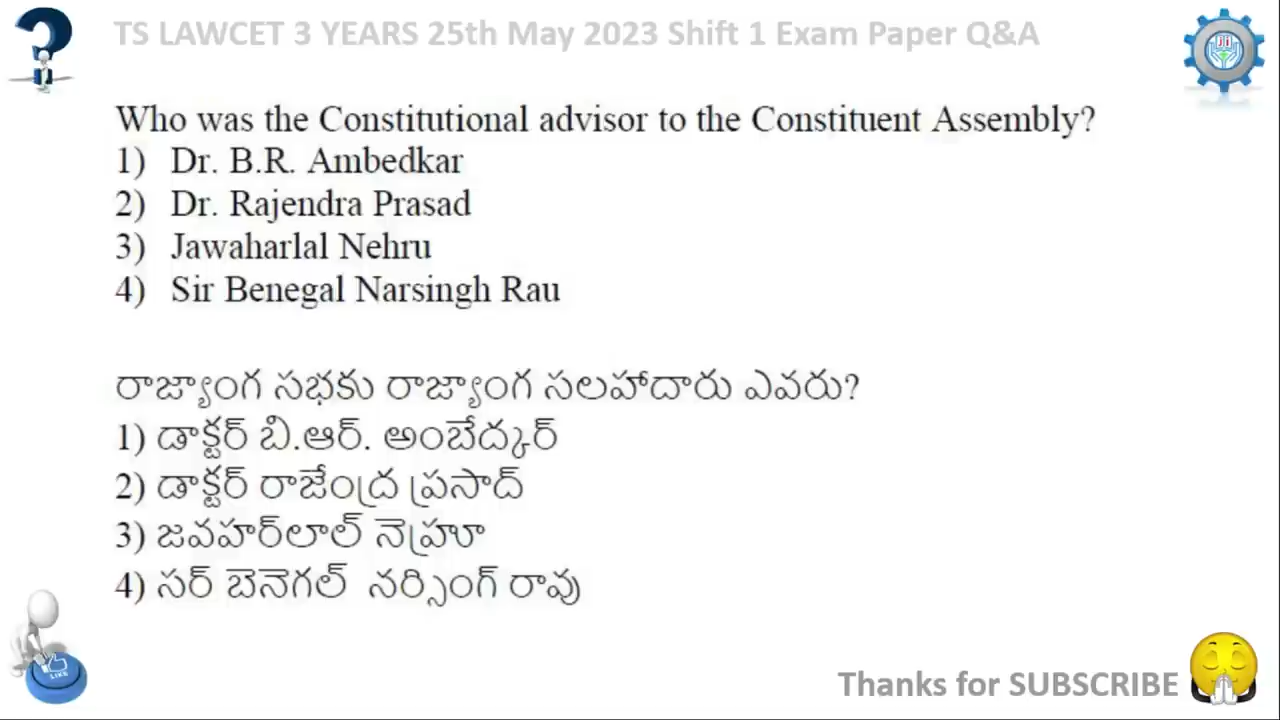 TS LAWCET 3 YEARS 25th May 2023 Shift 1 Exam Paper Q&A
Who was the Constitutional advisor to the Constituent Assembly?
1) Dr. B.R. Ambedkar
2) Dr. Rajendra Prasad
3) Jawaharlal Nehru
4) Sir Benegal Narsingh Rau
రాజ్యాంగ సభకు రాజ్యాంగ సలహాదారు ఎవరు?
1) డాక్టర్ బి.ఆర్. అంబేద్కర్
2) డాక్టర్ రాజేంద్ర ప్రసాద్
3) జవహర్‌లాల్ నెహ్రూ
4) సర్ బెనెగల్ నర్సింగ్ రావు
LIKE
Thanks for SUBSCRIBE